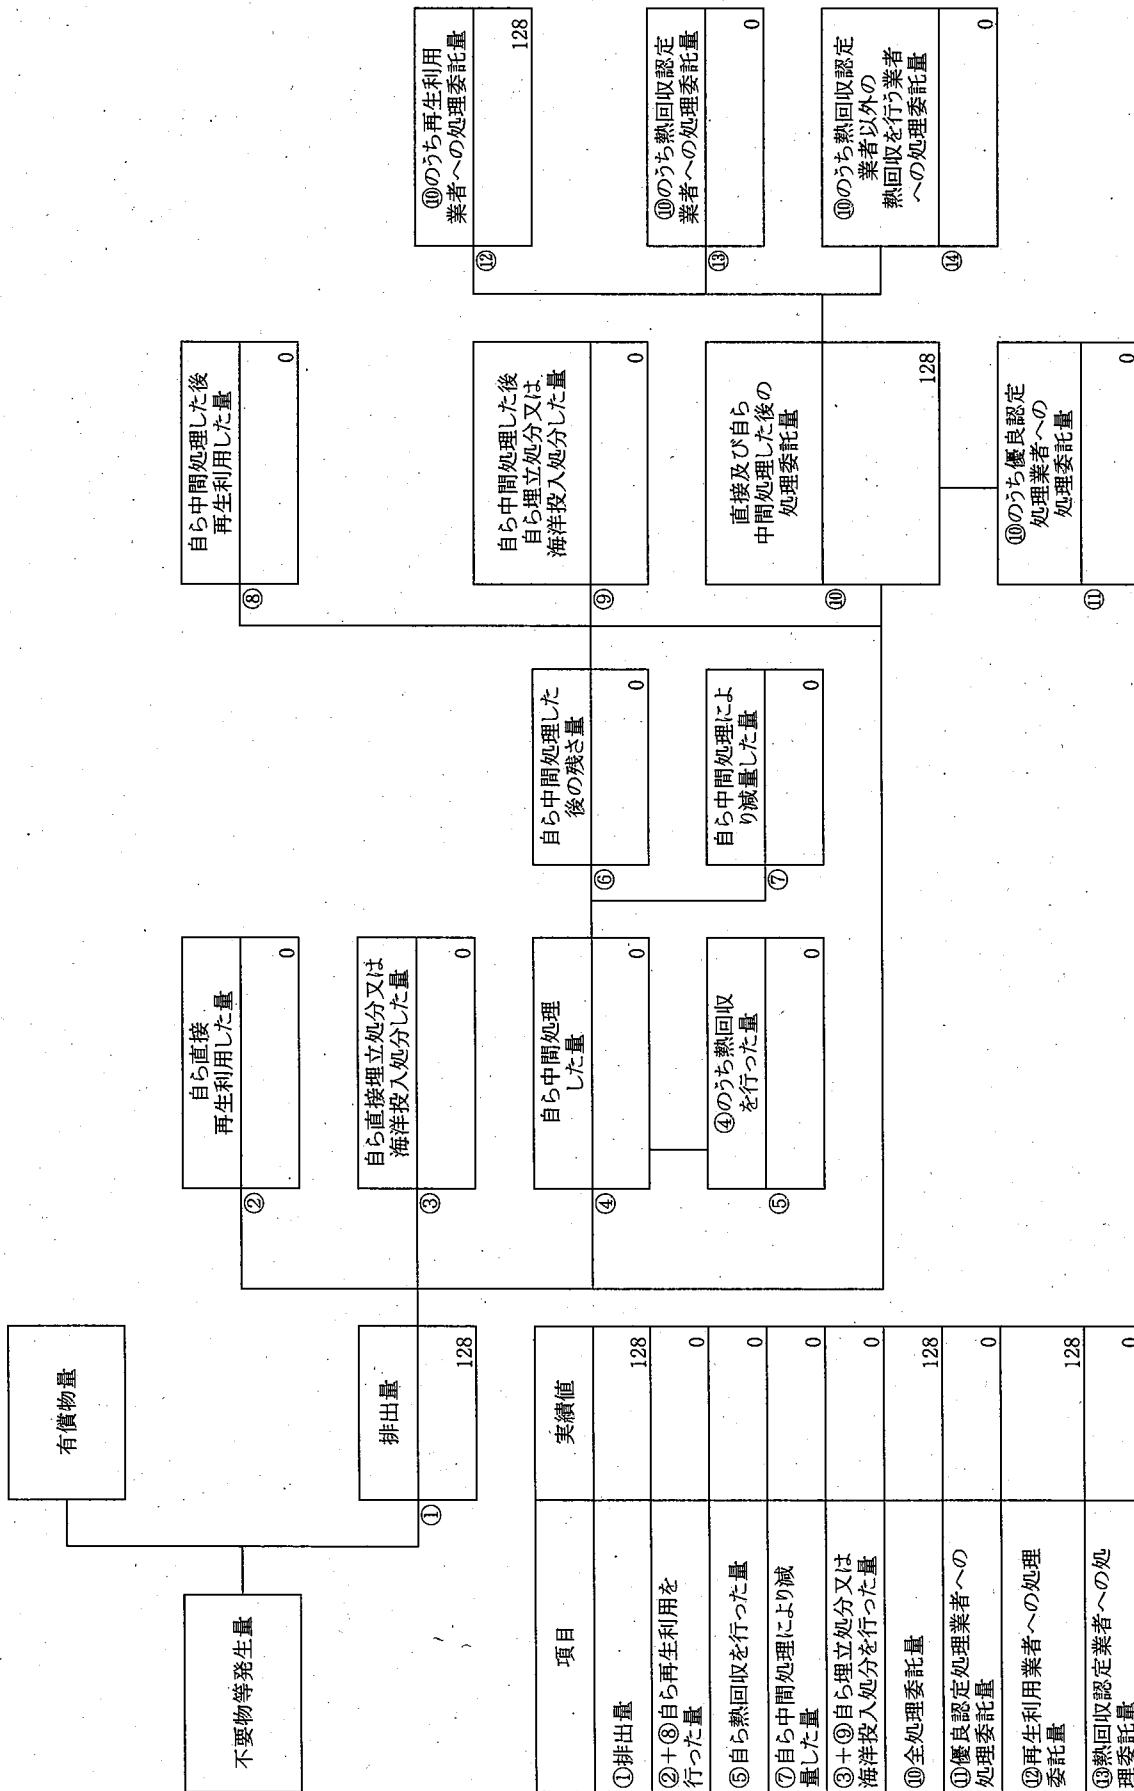 不要物等発生量
有償物量
①
排出量
128
②
自ら直接
再生利用した量
0
③
自ら直接埋立処分又は
海洋投入処分した量
0
④
自ら中間処理
した量
0
⑤
④のうち熱回収
を行った量
0
⑥
自ら中間処理した
後の残さ量
0
⑦
自ら中間処理によ
り減量した量
0
⑧
自ら中間処理した後
再生利用した量
0
⑨
自ら中間処理した後
自ら埋立処分又は
海洋投入処分した量
0
⑩
直接及び自ら
中間処理した後の
処理委託量
128
⑪
⑩のうち優良認定
処理業者への
処理委託量
0
⑫
⑩のうち再生利用
業者への処理委託量
128
⑬
⑩のうち熱回収認定
業者への処理委託量
0
⑭
⑩のうち熱回収認定
業者以外の
熱回収を行う業者
への処理委託量
0
項目
実績値
①排出量
128
②+⑧自ら再生利用を
行った量
0
⑤自ら熱回収を行った量
0
⑦自ら中間処理により減
量した量
0
③+⑨自ら埋立処分又は
海洋投入処分を行った量
0
⑩全処理委託量
128
⑪優良認定処理業者への
処理委託量
0
⑫再生利用業者への処理
委託量
128
⑬熱回収認定業者への処
理委託量
0